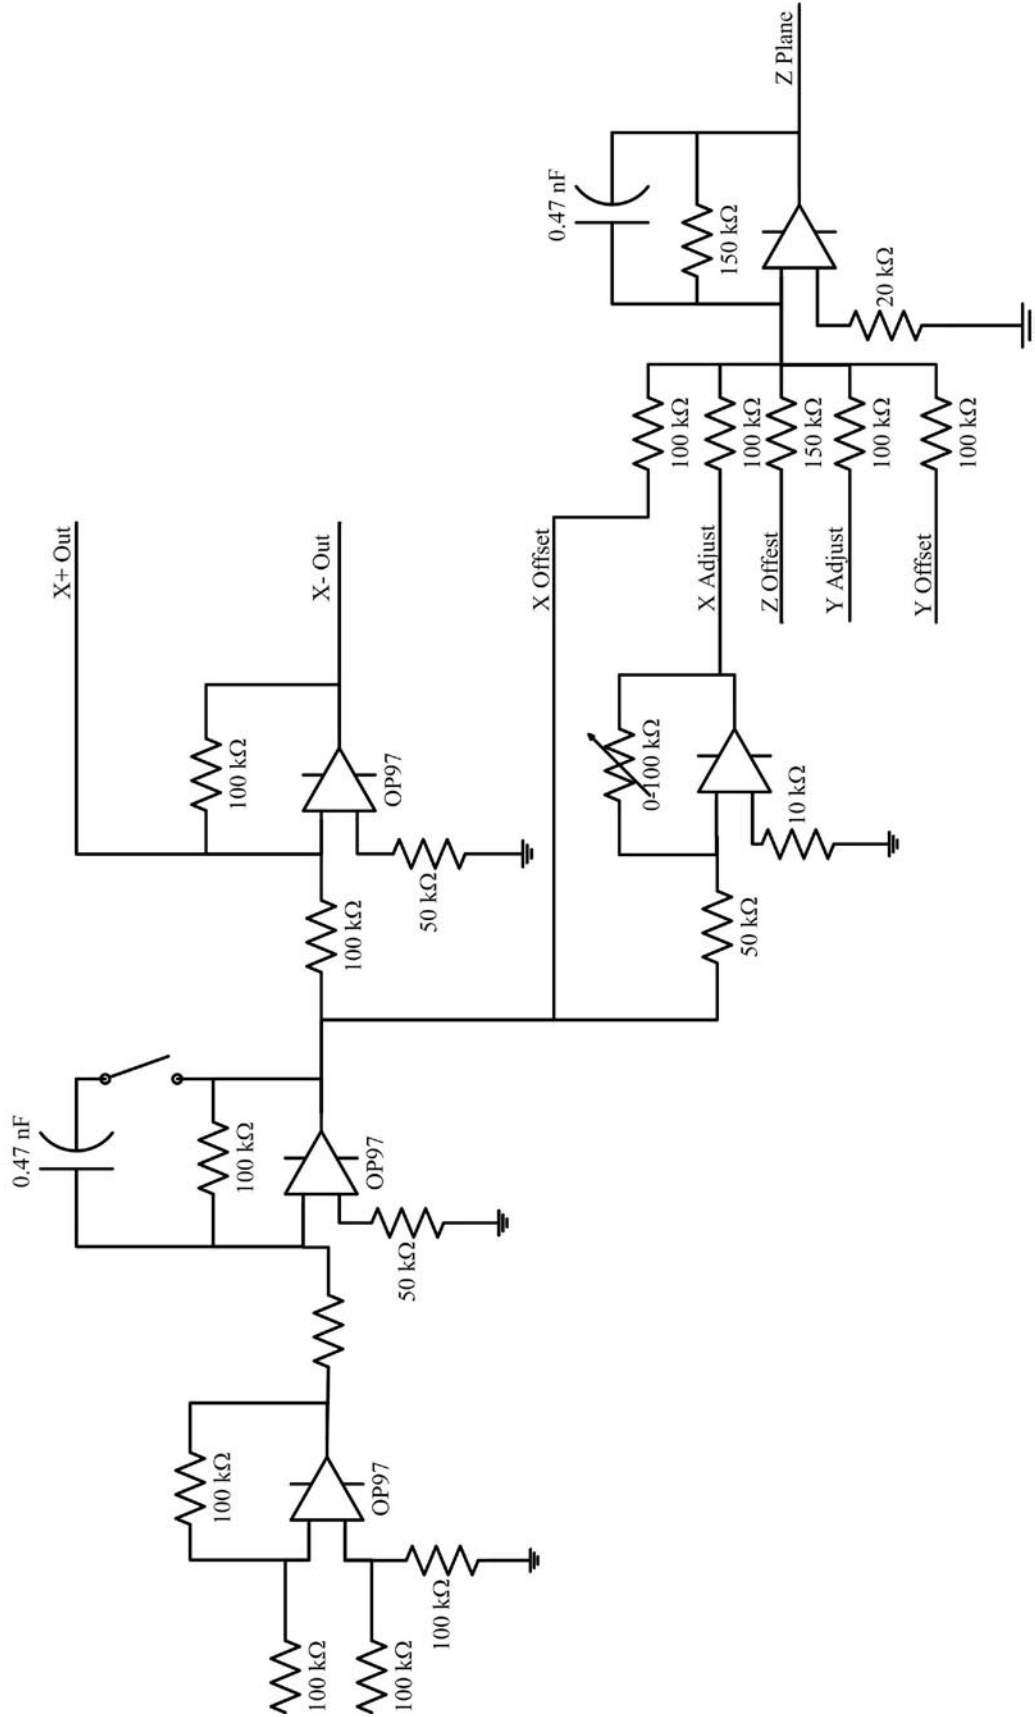 0.47 nF
100 kΩ
100 kΩ
100 kΩ
100 kΩ
OP97
100 kΩ
50 kΩ
OP97
100 kΩ
100 kΩ
50 kΩ
OP97
X+ Out
X- Out
X Offset
0-100 kΩ
50 kΩ
10 kΩ
X Adjust
Z Offest
Y Adjust
Y Offset
100 kΩ
100 kΩ
150 kΩ
100 kΩ
100 kΩ
0.47 nF
150 kΩ
20 kΩ
Z Plane